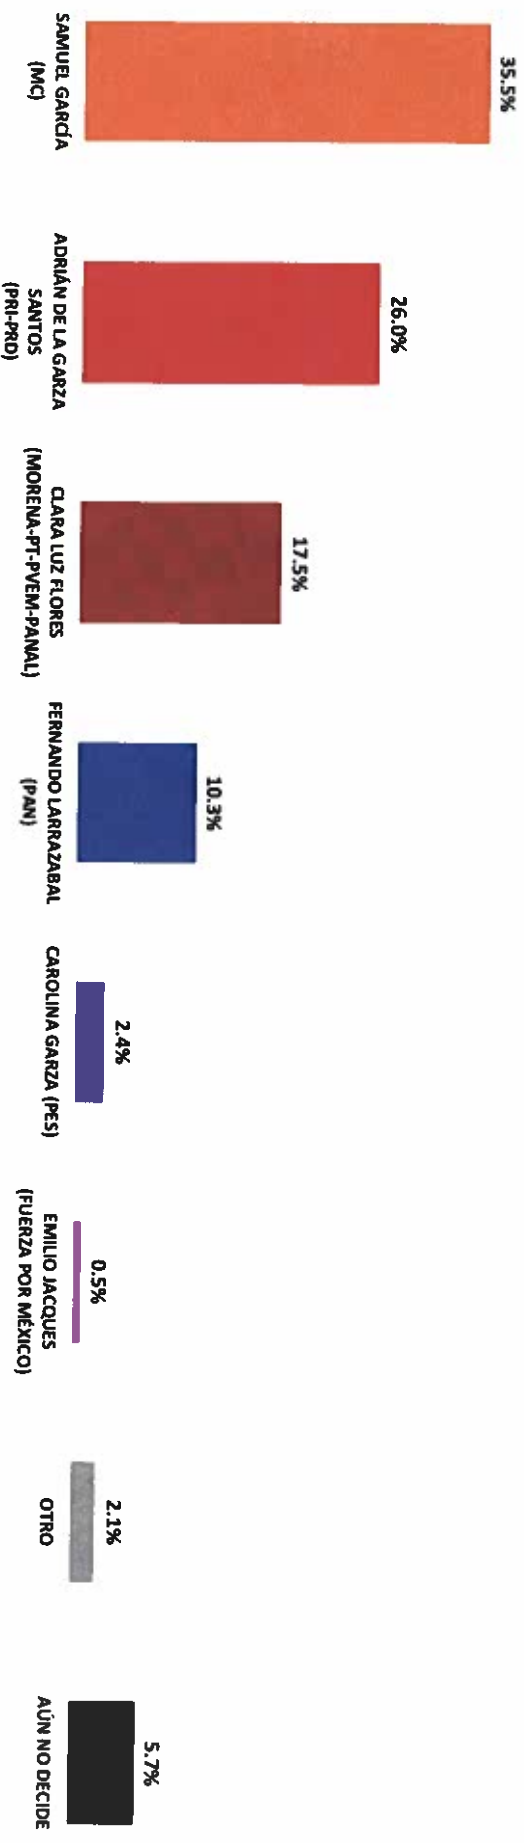 35.5%
SAMUEL GARCÍA
(MC)
26.0%
ADRIÁN DE LA GARZA
SANTOS
(PRI-PRD)
17.5%
CLARA LUZ FLORES
(MORENA-PT-PVEM-PANAL)
10.3%
FERNANDO LARRAZABAL
(PAN)
2.4%
CAROLINA GARZA (PES)
0.5%
EMILIO JACQUES
(FUERZA POR MÉXICO)
2.1%
OTRO
5.7%
AÚN NO DECIDE